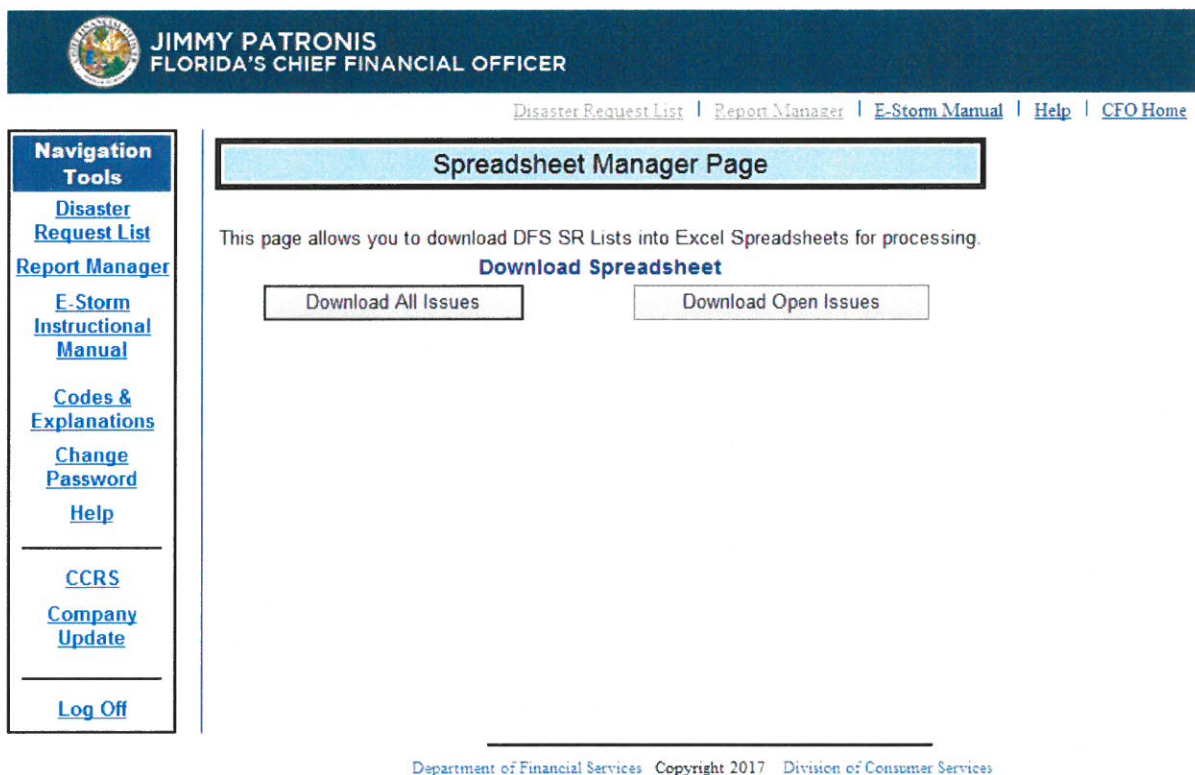 JIMMY PATRONIS
FLORIDA'S CHIEF FINANCIAL OFFICER
Disaster Request List | Report Manager | E-Storm Manual | Help | CFO Home
Navigation
Tools
Disaster
Request List
Report Manager
E-Storm
Instructional
Manual
Codes &
Explanations
Change
Password
Help
CCRS
Company
Update
Log Off
Spreadsheet Manager Page
This page allows you to download DFS SR Lists into Excel Spreadsheets for processing.
Download Spreadsheet
Download All Issues
Download Open Issues
Department of Financial Services Copyright 2017 Division of Consumer Services